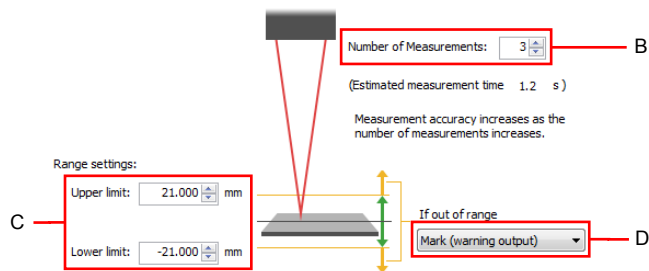 Number of Measurements: 3
B
(Estimated measurement time 1.2 s )
Measurement accuracy increases as the
number of measurements increases.
Range settings:
Upper limit: 21.000 mm
C
If out of range
Mark (warning output)
D
Lower limit: -21.000 mm